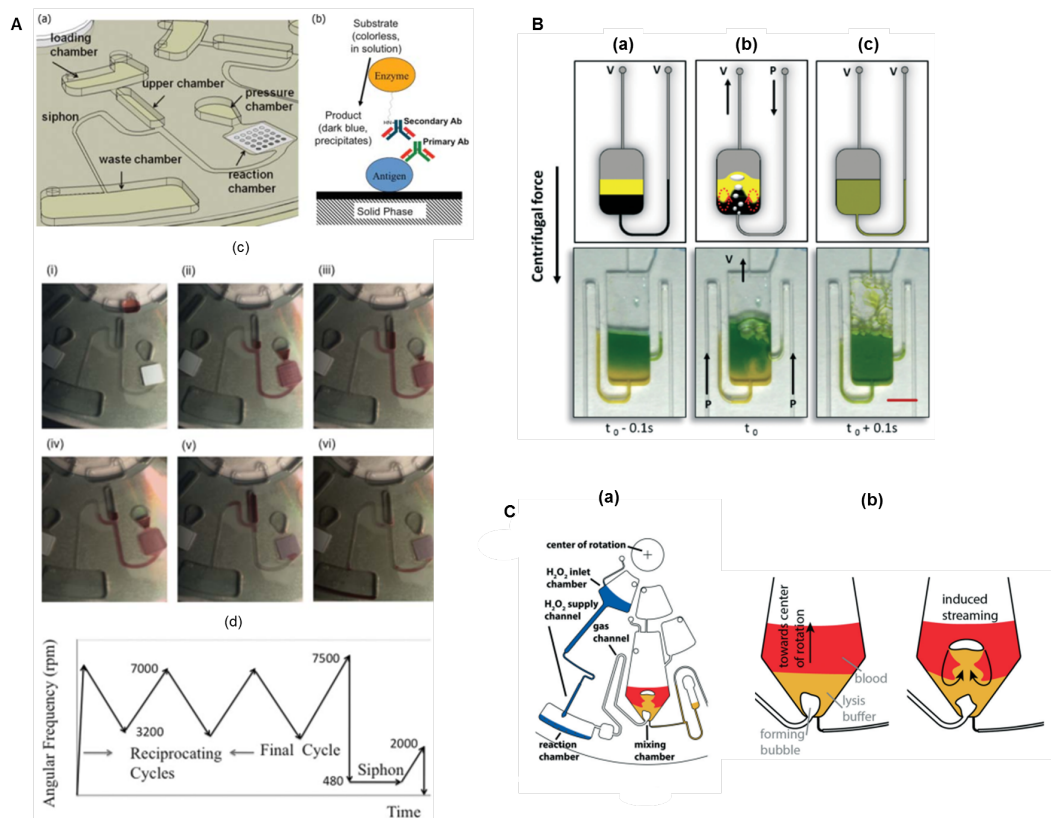 A
(a)
loading
chamber
upper chamber
pressure
chamber
siphon
waste chamber
reaction
chamber
(b)
Substrate
(colorless,
in solution)
Enzyme
Product
(dark blue,
precipitates)
Secondary Ab
Primary Ab
Antigen
Solid Phase
(c)
(i)
(ii)
(iii)
(iv)
(v)
(vi)
(d)
Angular Frequency (rpm)
7000
7500
3200
Reciprocating
Cycles
Final Cycle
480
Siphon
2000
Time
B
(a)
(b)
(c)
V
V
V
P
V
V
Centrifugal force
V
P
P
t₀ - 0.1s
t₀
t₀ + 0.1s
C
(a)
center of rotation
H₂O₂ inlet
chamber
H₂O₂ supply
channel
gas
channel
reaction
chamber
mixing
chamber
(b)
towards center
of rotation
blood
lysis
buffer
forming
bubble
induced
streaming